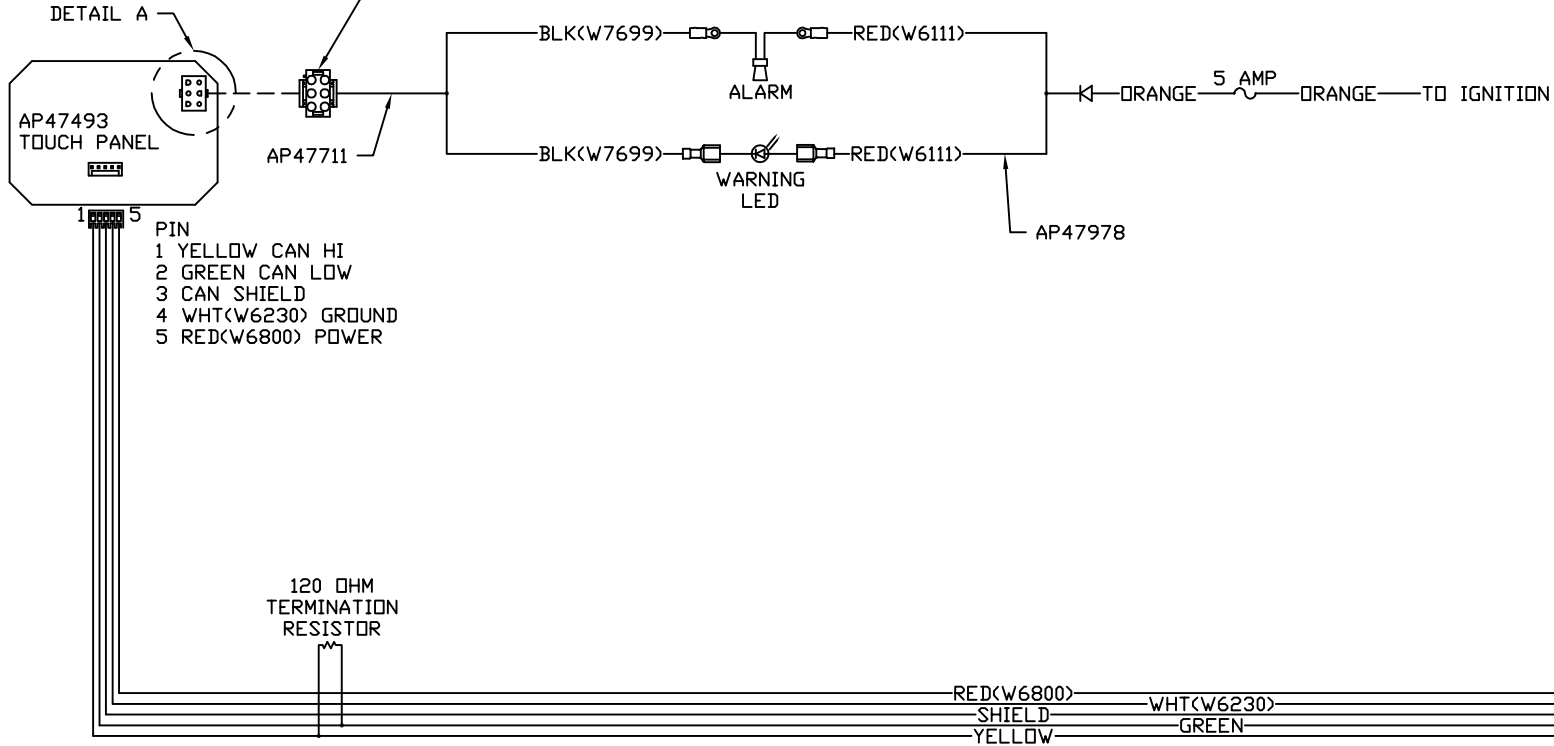 DETAIL A
AP47493
TOUCH PANEL
AP47711
BLK(W7699)
ALARM
RED(W6111)
BLK(W7699)
WARNING
LED
RED(W6111)
AP47978
ORANGE
5 AMP
ORANGE
TO IGNITION
1
5
PIN
1 YELLOW CAN HI
2 GREEN CAN LOW
3 CAN SHIELD
4 WHT(W6230) GROUND
5 RED(W6800) POWER
120 OHM
TERMINATION
RESISTOR
RED(W6800)
WHT(W6230)
SHIELD
GREEN
YELLOW